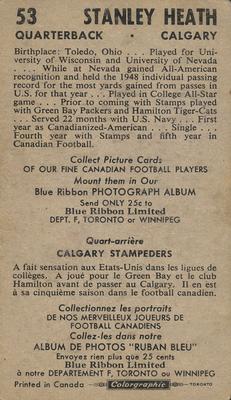 53 STANLEY HEATH
QUARTERBACK • CALGARY
Birthplace: Toledo, Ohio . . . Played for Uni-
versity of Wisconsin and University of Nevada
. . . While at Nevada gained All-American
recognition and held the 1948 individual passing
record for the most yards gained from passes in
U.S. for that year . . . Played in College All-Star
game . . . Prior to coming with Stamps played
with Green Bay Packers and Hamilton Tiger-Cats
. . . Served 22 months with U.S. Navy . . . First
year as Canadianized-American . . . Single . . .
Fourth year with Stamps and fifth year in
Canadian Football.
Collect Picture Cards
OF OUR FINE CANADIAN FOOTBALL PLAYERS
Mount them in Our
Blue Ribbon PHOTOGRAPH ALBUM
Send ONLY 25c to
Blue Ribbon Limited
DEPT. F, TORONTO or WINNIPEG
Quart-arrière
CALGARY STAMPEDERS
A fait sensation aux Etats-Unis dans les ligues de
collèges. A joué pour le Green Bay et le club
Hamilton avant de passer au Calgary. Il en est
à sa cinquième saison dans le football canadien.
Collectionnez les portraits
DE NOS MERVEILLEUX JOUEURS DE
FOOTBALL CANADIENS
Collez-les dans notre
ALBUM DE PHOTOS "RUBAN BLEU"
Envoyez rien plus que 25 cents
Blue Ribbon Limited
à notre DEPARTEMENT F, TORONTO ou WINNIPEG
Printed in Canada Colorgraphic TORONTO